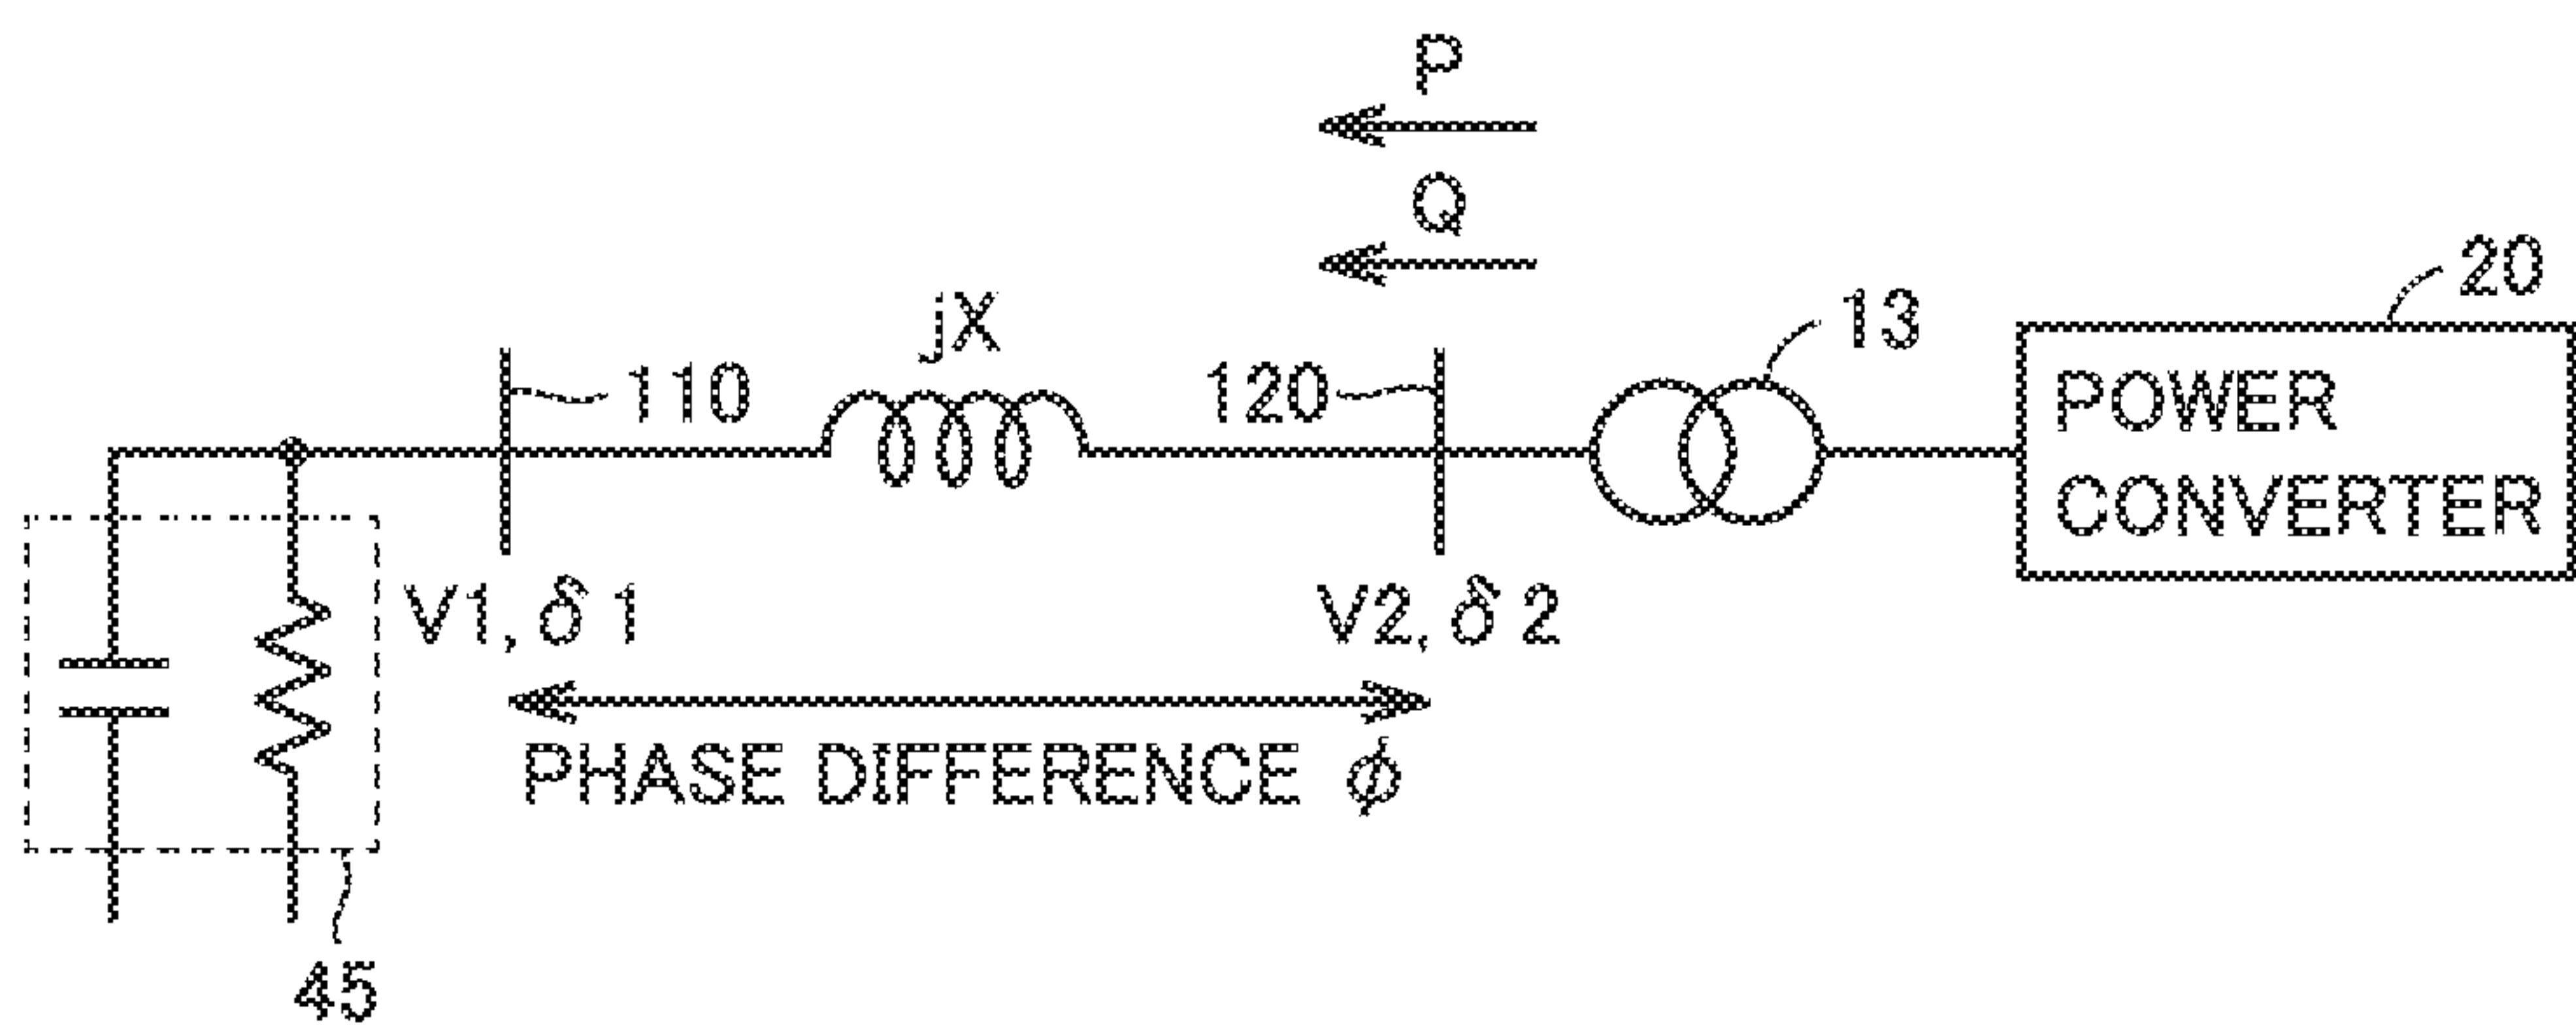 P
Q
20
jX
13
110
120
POWER
CONVERTER
V1, δ1
V2, δ2
PHASE DIFFERENCE ϕ
45